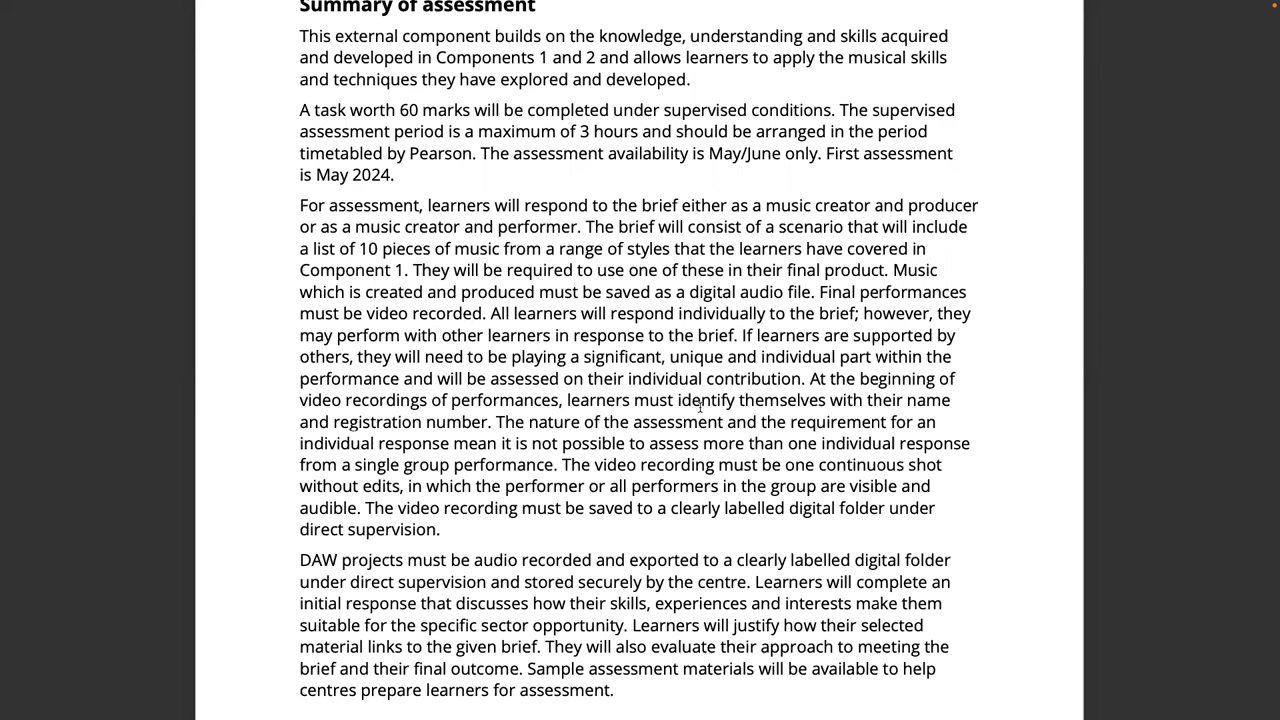 Summary of assessment
This external component builds on the knowledge, understanding and skills acquired
and developed in Components 1 and 2 and allows learners to apply the musical skills
and techniques they have explored and developed.
A task worth 60 marks will be completed under supervised conditions. The supervised
assessment period is a maximum of 3 hours and should be arranged in the period
timetabled by Pearson. The assessment availability is May/June only. First assessment
is May 2024.
For assessment, learners will respond to the brief either as a music creator and producer
or as a music creator and performer. The brief will consist of a scenario that will include
a list of 10 pieces of music from a range of styles that the learners have covered in
Component 1. They will be required to use one of these in their final product. Music
which is created and produced must be saved as a digital audio file. Final performances
must be video recorded. All learners will respond individually to the brief; however, they
may perform with other learners in response to the brief. If learners are supported by
others, they will need to be playing a significant, unique and individual part within the
performance and will be assessed on their individual contribution. At the beginning of
video recordings of performances, learners must identify themselves with their name
and registration number. The nature of the assessment and the requirement for an
individual response mean it is not possible to assess more than one individual response
from a single group performance. The video recording must be one continuous shot
without edits, in which the performer or all performers in the group are visible and
audible. The video recording must be saved to a clearly labelled digital folder under
direct supervision.
DAW projects must be audio recorded and exported to a clearly labelled digital folder
under direct supervision and stored securely by the centre. Learners will complete an
initial response that discusses how their skills, experiences and interests make them
suitable for the specific sector opportunity. Learners will justify how their selected
material links to the given brief. They will also evaluate their approach to meeting the
brief and their final outcome. Sample assessment materials will be available to help
centres prepare learners for assessment.